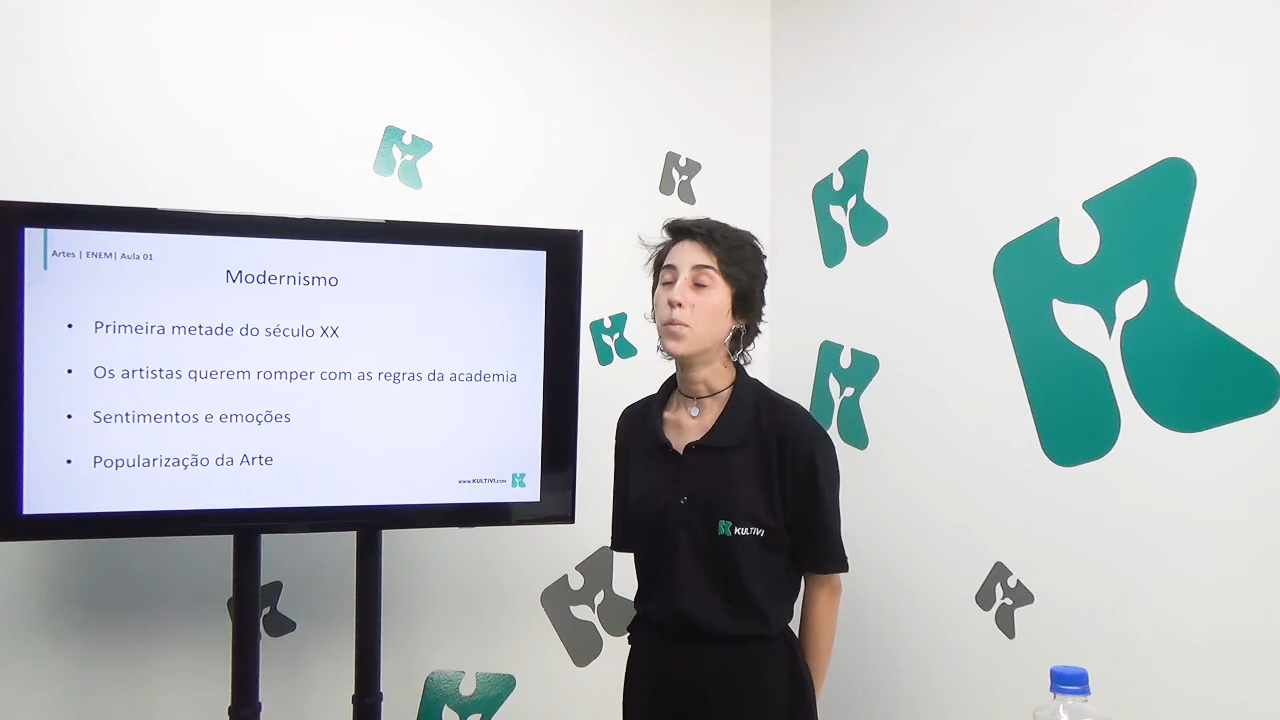 Artes | ENEM| Aula 01
Modernismo
• Primeira metade do século XX
• Os artistas querem romper com as regras da academia
• Sentimentos e emoções
• Popularização da Arte
www.KULTIVI.COM
KULTIVI